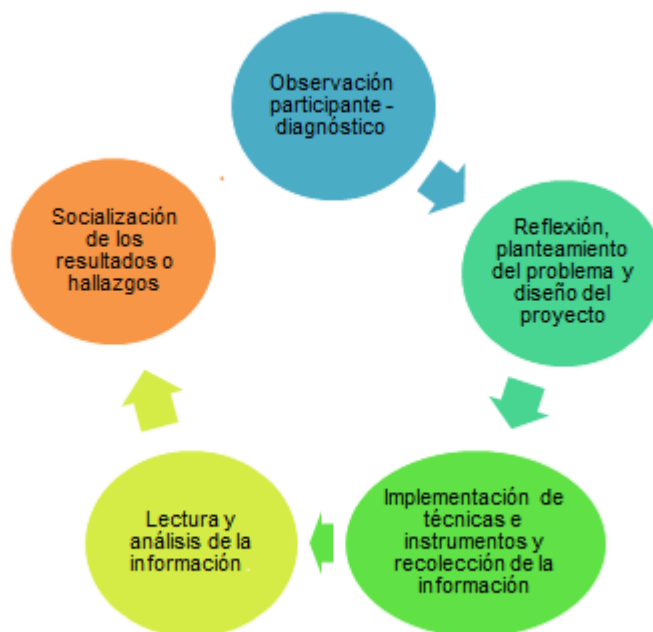 Observación
participante -
diagnóstico
Reflexión,
planteamiento
del problema y
diseño del
proyecto
Implementación de
técnicas e
instrumentos y
recolección de la
información
Lectura y
análisis de la
información .
Socialización
de los
resultados o
hallazgos